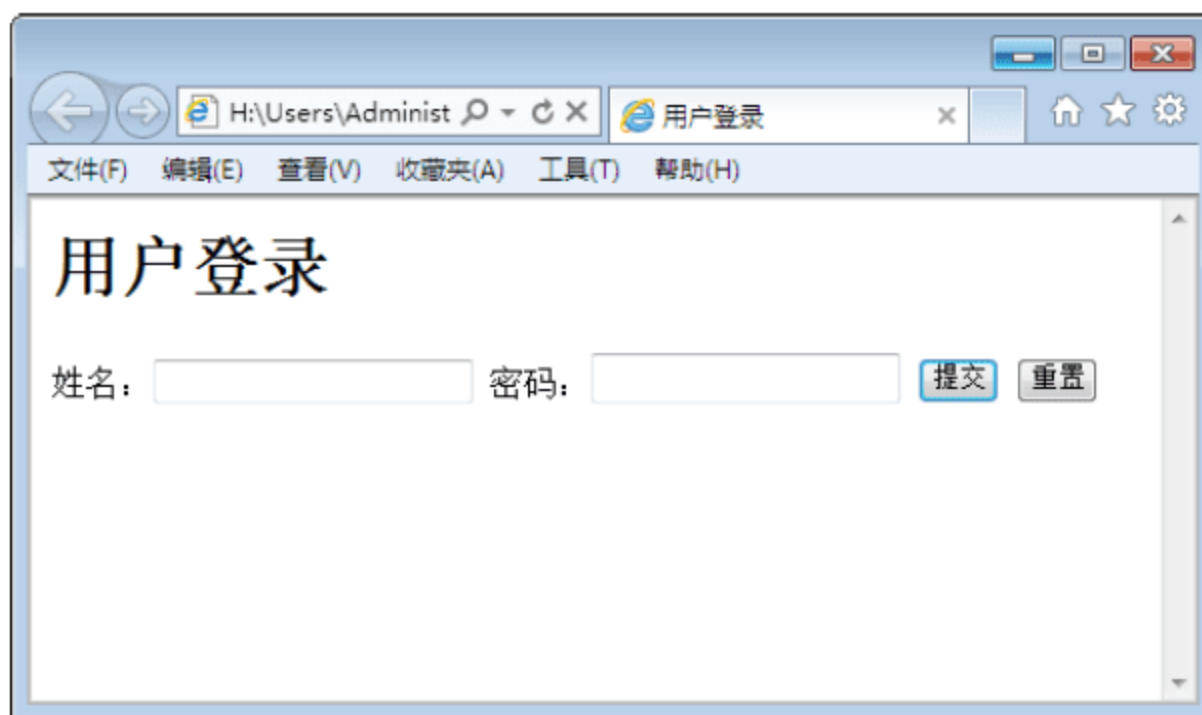 H:\Users\Administ
用户登录
文件(F) 编辑(E) 查看(V) 收藏夹(A) 工具(T) 帮助(H)
用户登录
姓名： 密码： 提交 重置